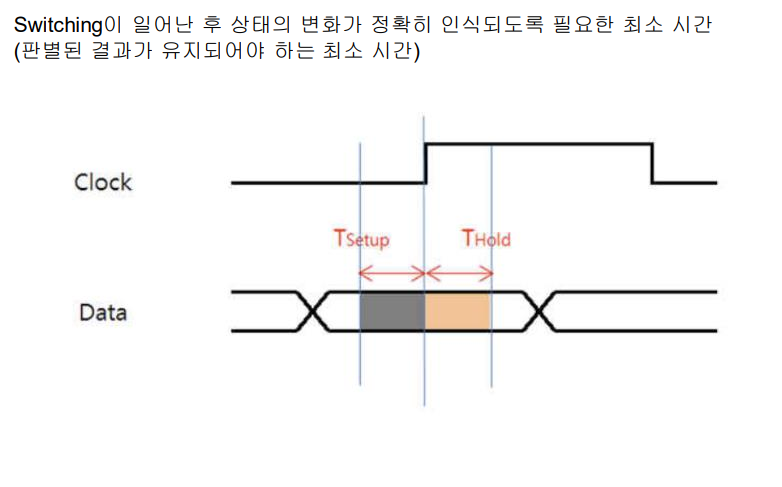 Switching이 일어난 후 상태의 변화가 정확히 인식되도록 필요한 최소 시간
(판별된 결과가 유지되어야 하는 최소 시간)
Clock
TSetup THold
Data